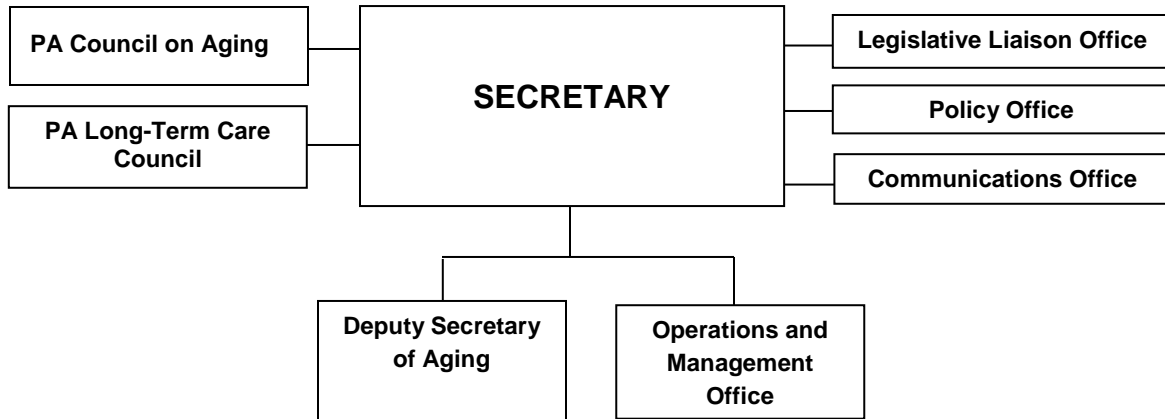 PA Council on Aging
PA Long-Term Care
Council
SECRETARY
Legislative Liaison Office
Policy Office
Communications Office
Deputy Secretary
of Aging
Operations and
Management
Office